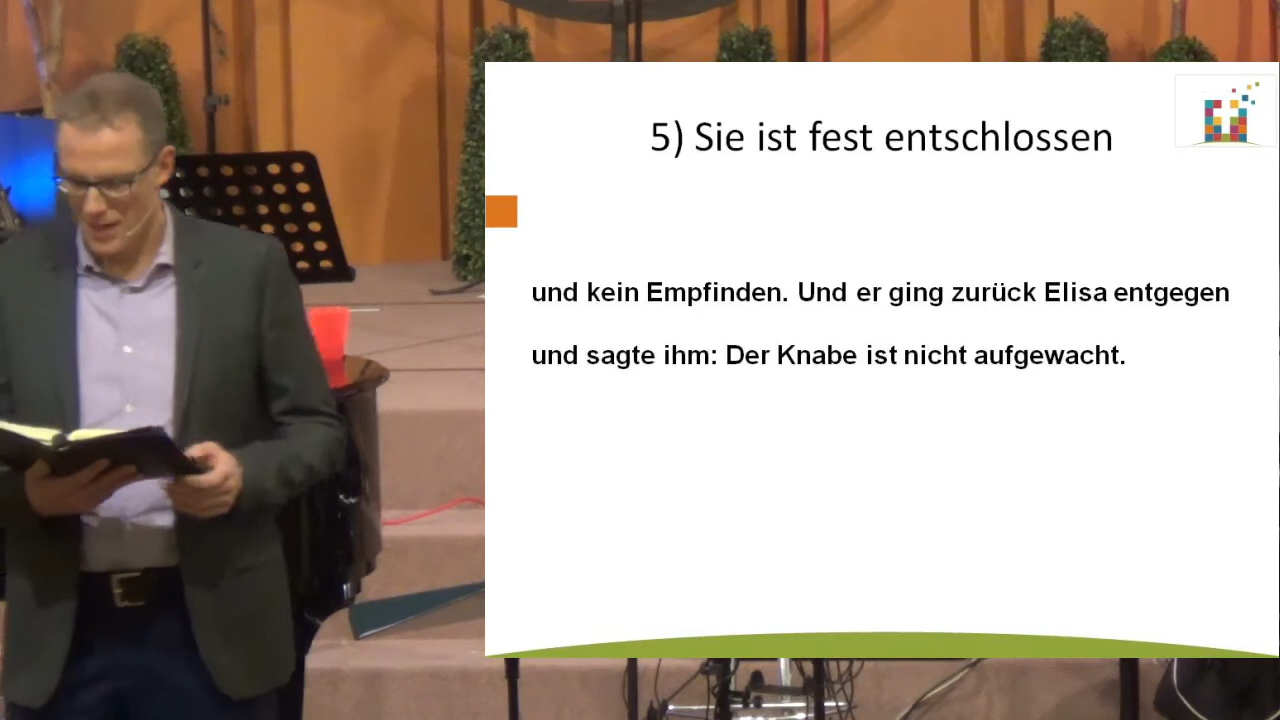 5) Sie ist fest entschlossen
und kein Empfinden. Und er ging zurück Elisa entgegen
und sagte ihm: Der Knabe ist nicht aufgewacht.